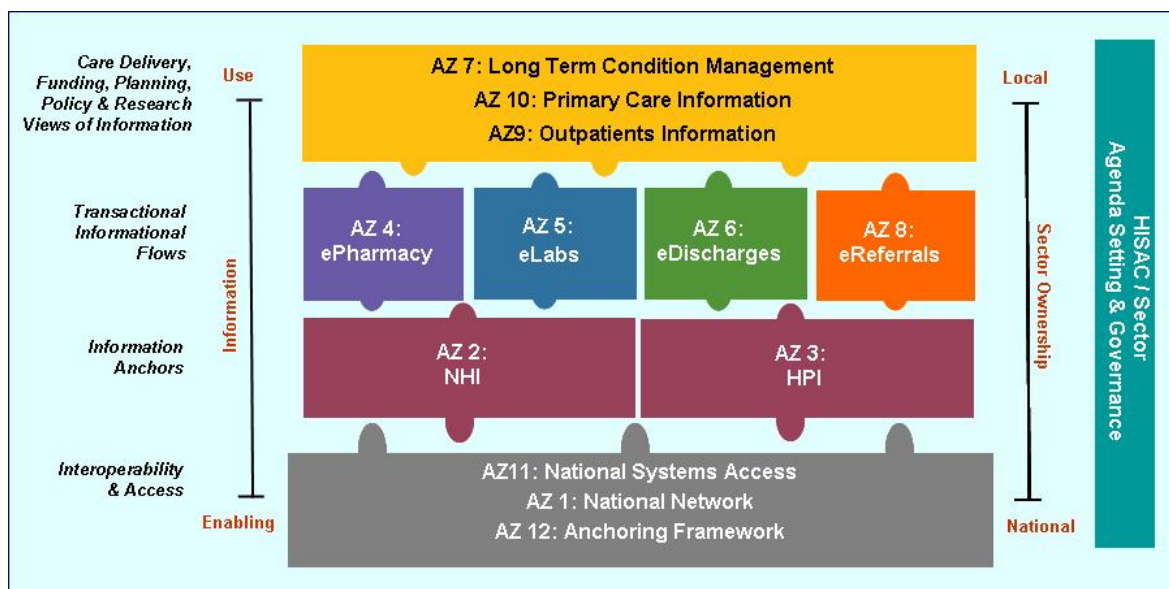 Care Delivery,
Funding, Planning,
Policy & Research
Views of Information
Use
AZ 7: Long Term Condition Management
AZ 10: Primary Care Information
AZ9: Outpatients Information
Local
Transactional
Informational
Flows
AZ 4:
ePharmacy
AZ 5:
eLabs
AZ 6:
eDischarges
AZ 8:
eReferrals
Information
Sector Ownership
HISAC / Sector
Agenda Setting & Governance
Information
Anchors
AZ 2:
NHI
AZ 3:
HPI
Interoperability
& Access
Enabling
AZ11: National Systems Access
AZ 1: National Network
AZ 12: Anchoring Framework
National